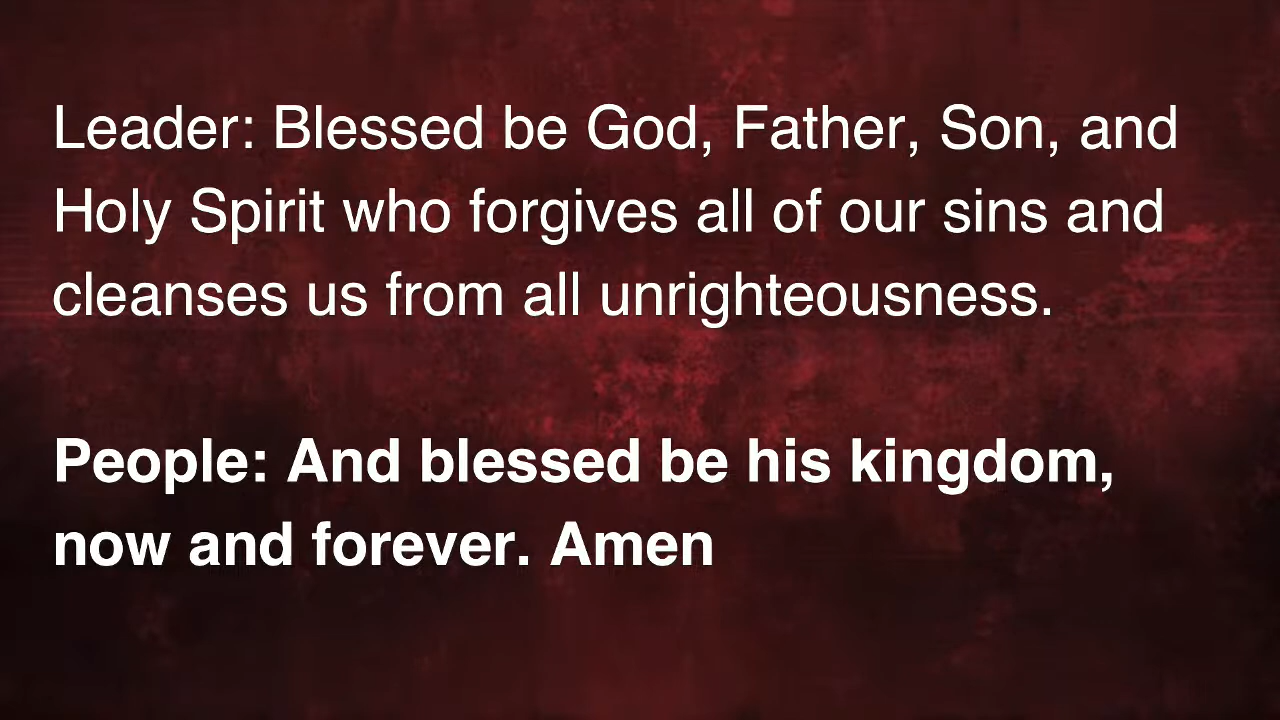 Leader: Blessed be God, Father, Son, and
Holy Spirit who forgives all of our sins and
cleanses us from all unrighteousness.
People: And blessed be his kingdom,
now and forever. Amen